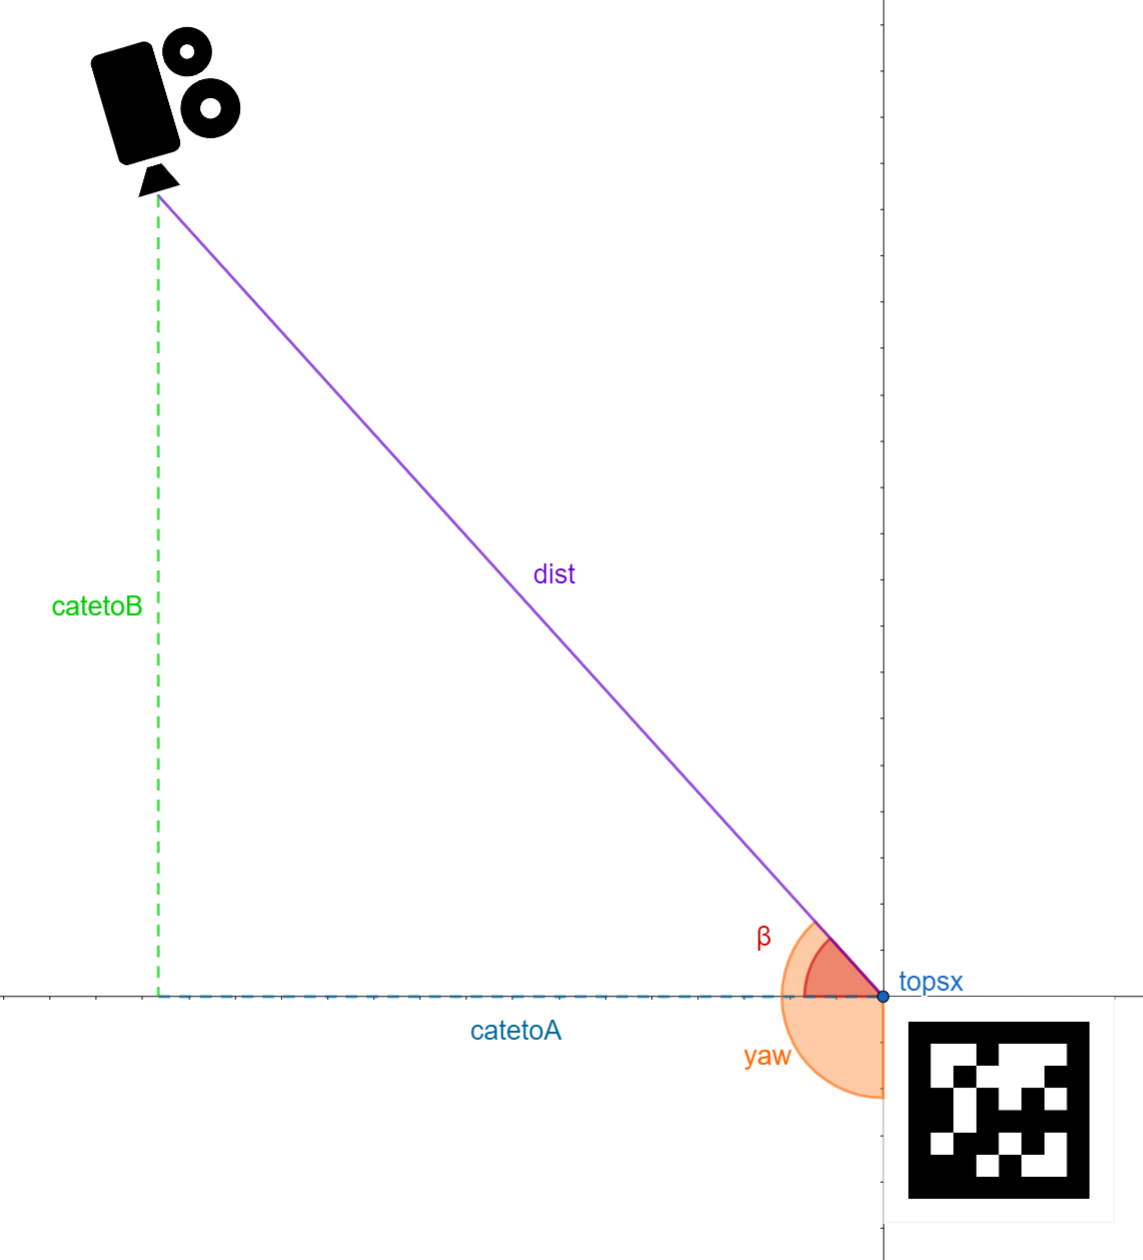 dist
catetoB
β
topsx
catetoA
yaw